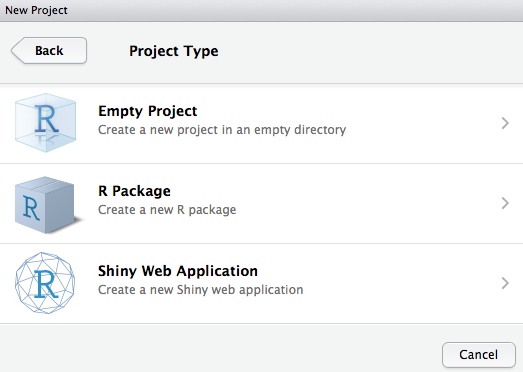 New Project
Back
Project Type
R
Empty Project
Create a new project in an empty directory
R
R Package
Create a new R package
R
Shiny Web Application
Create a new Shiny web application
Cancel